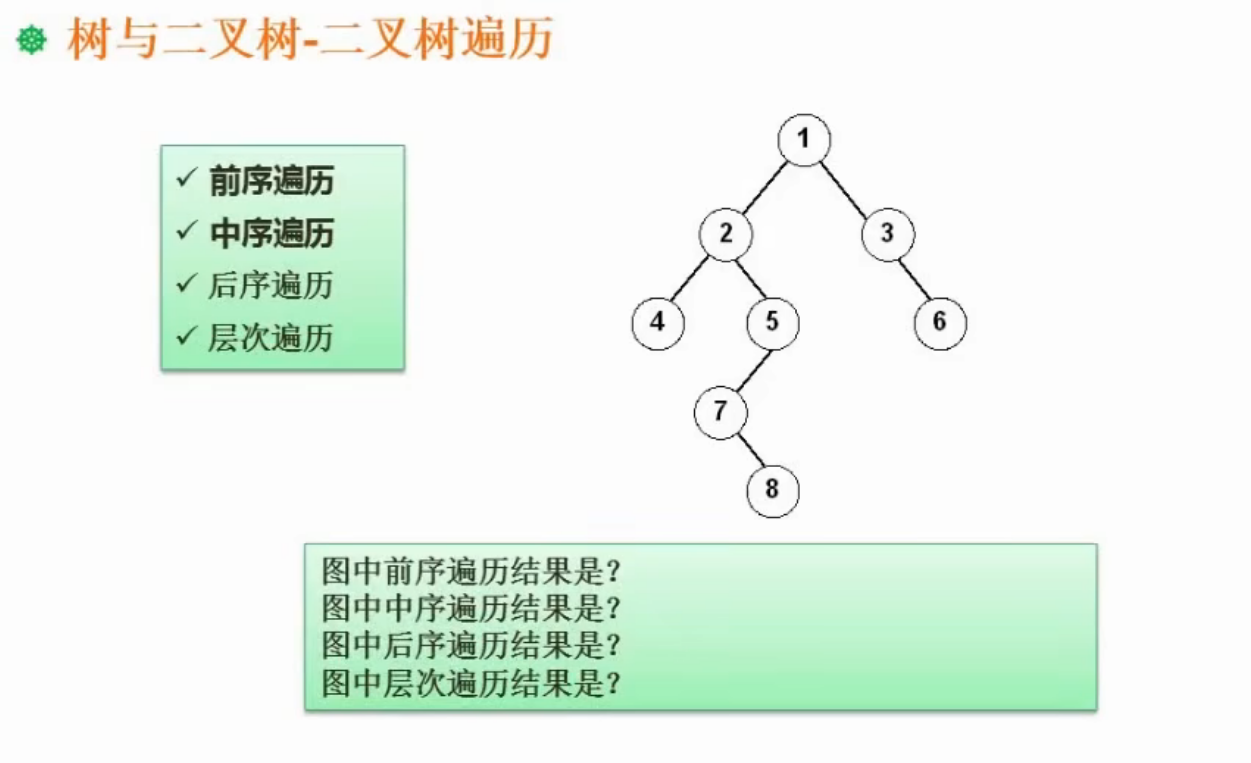 树与二叉树-二叉树遍历
✓ 前序遍历
✓ 中序遍历
✓ 后序遍历
✓ 层次遍历
1
2 3
4 5 6
7
8
图中前序遍历结果是?
图中中序遍历结果是?
图中后序遍历结果是?
图中层次遍历结果是?